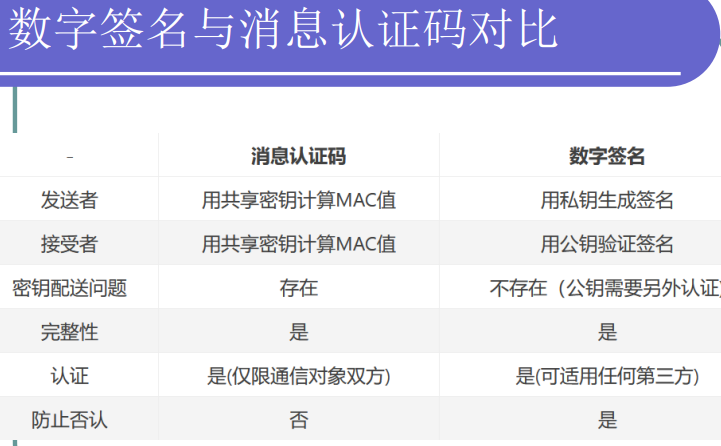 数字签名与消息认证码对比
- 消息认证码 数字签名
发送者 用共享密钥计算MAC值 用私钥生成签名
接受者 用共享密钥计算MAC值 用公钥验证签名
密钥配送问题 存在 不存在（公钥需要另外认证)
完整性 是 是
认证 是(仅限通信对象双方) 是(可适用任何第三方)
防止否认 否 是